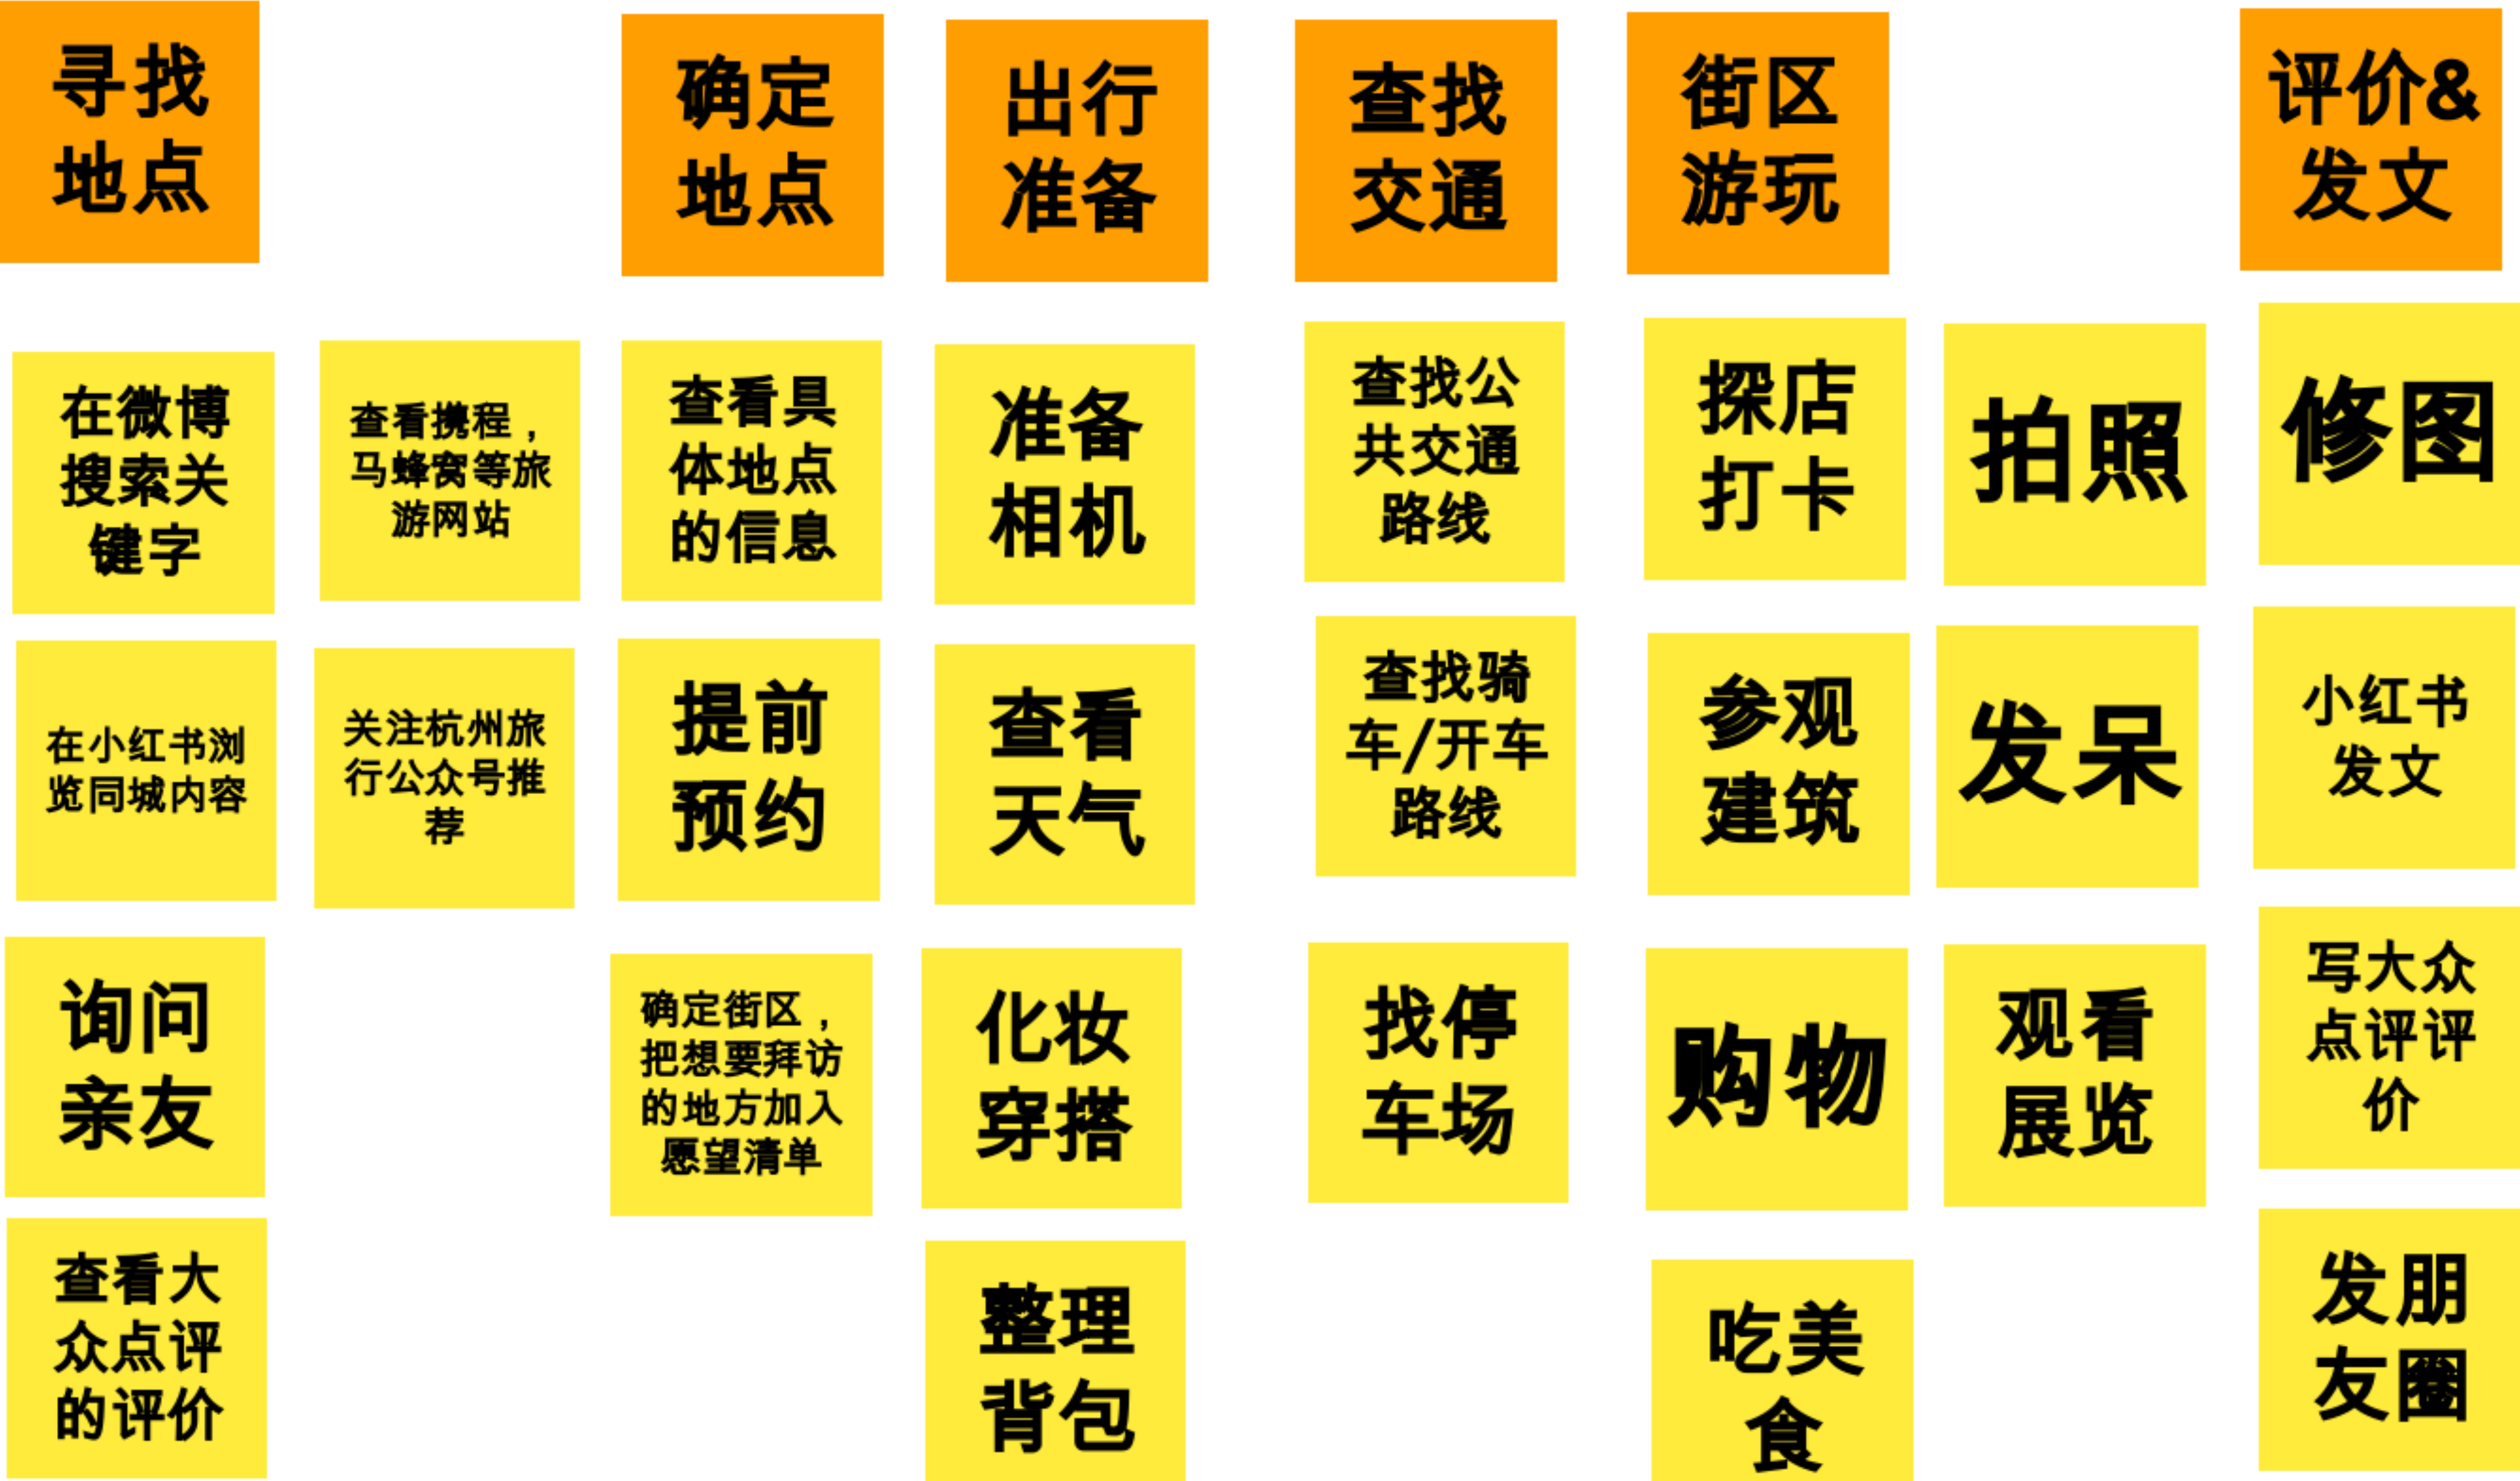 寻找
地点
确定
地点
出行
准备
查找
交通
街区
游玩
评价&
发文
在微博
搜索关
键字
查看携程，
马蜂窝等旅
游网站
查看具
体地点
的信息
准备
相机
查找公
共交通
路线
探店
打卡
拍照
修图
在小红书浏
览同城内容
关注杭州旅
行公众号推
荐
提前
预约
查看
天气
查找骑
车/开车
路线
参观
建筑
发呆
小红书
发文
询问
亲友
确定街区，
把想要拜访
的地方加入
愿望清单
化妆
穿搭
找停
车场
购物
观看
展览
写大众
点评评
价
查看大
众点评
的评价
整理
背包
吃美
食
发朋
友圈